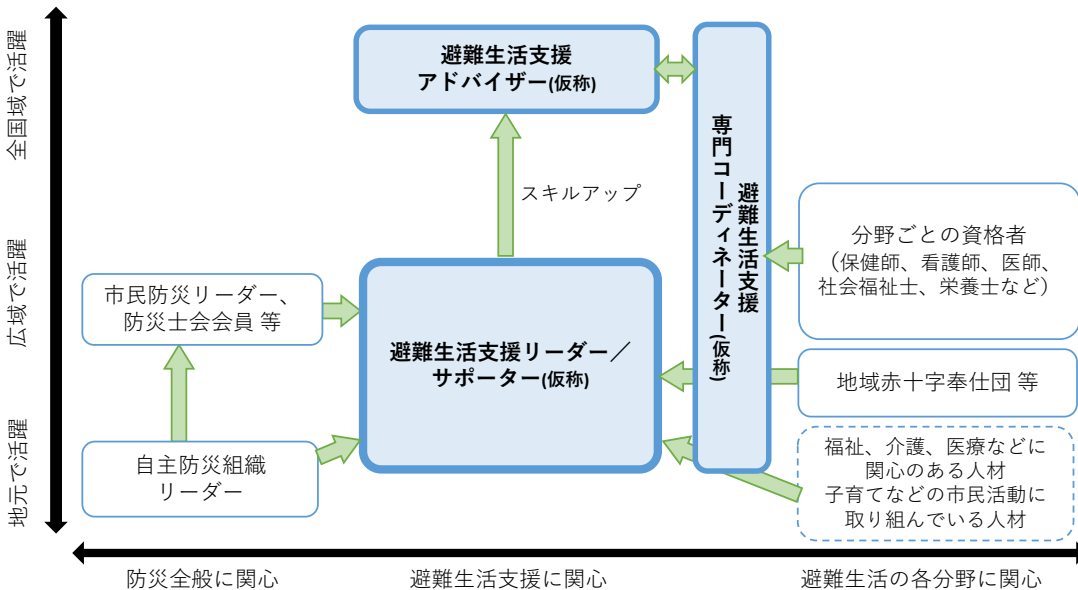 全国域で活躍
広域で活躍
地元で活躍
避難生活支援
アドバイザー(仮称)
スキルアップ
避難生活支援
専門コーディネーター(仮称)
分野ごとの資格者
（保健師、看護師、医師、
社会福祉士、栄養士など）
市民防災リーダー、
防災士会会員 等
避難生活支援リーダー／
サポーター(仮称)
地域赤十字奉仕団 等
自主防災組織
リーダー
福祉、介護、医療などに
関心のある人材
子育てなどの市民活動に
取り組んでいる人材
防災全般に関心
避難生活支援に関心
避難生活の各分野に関心